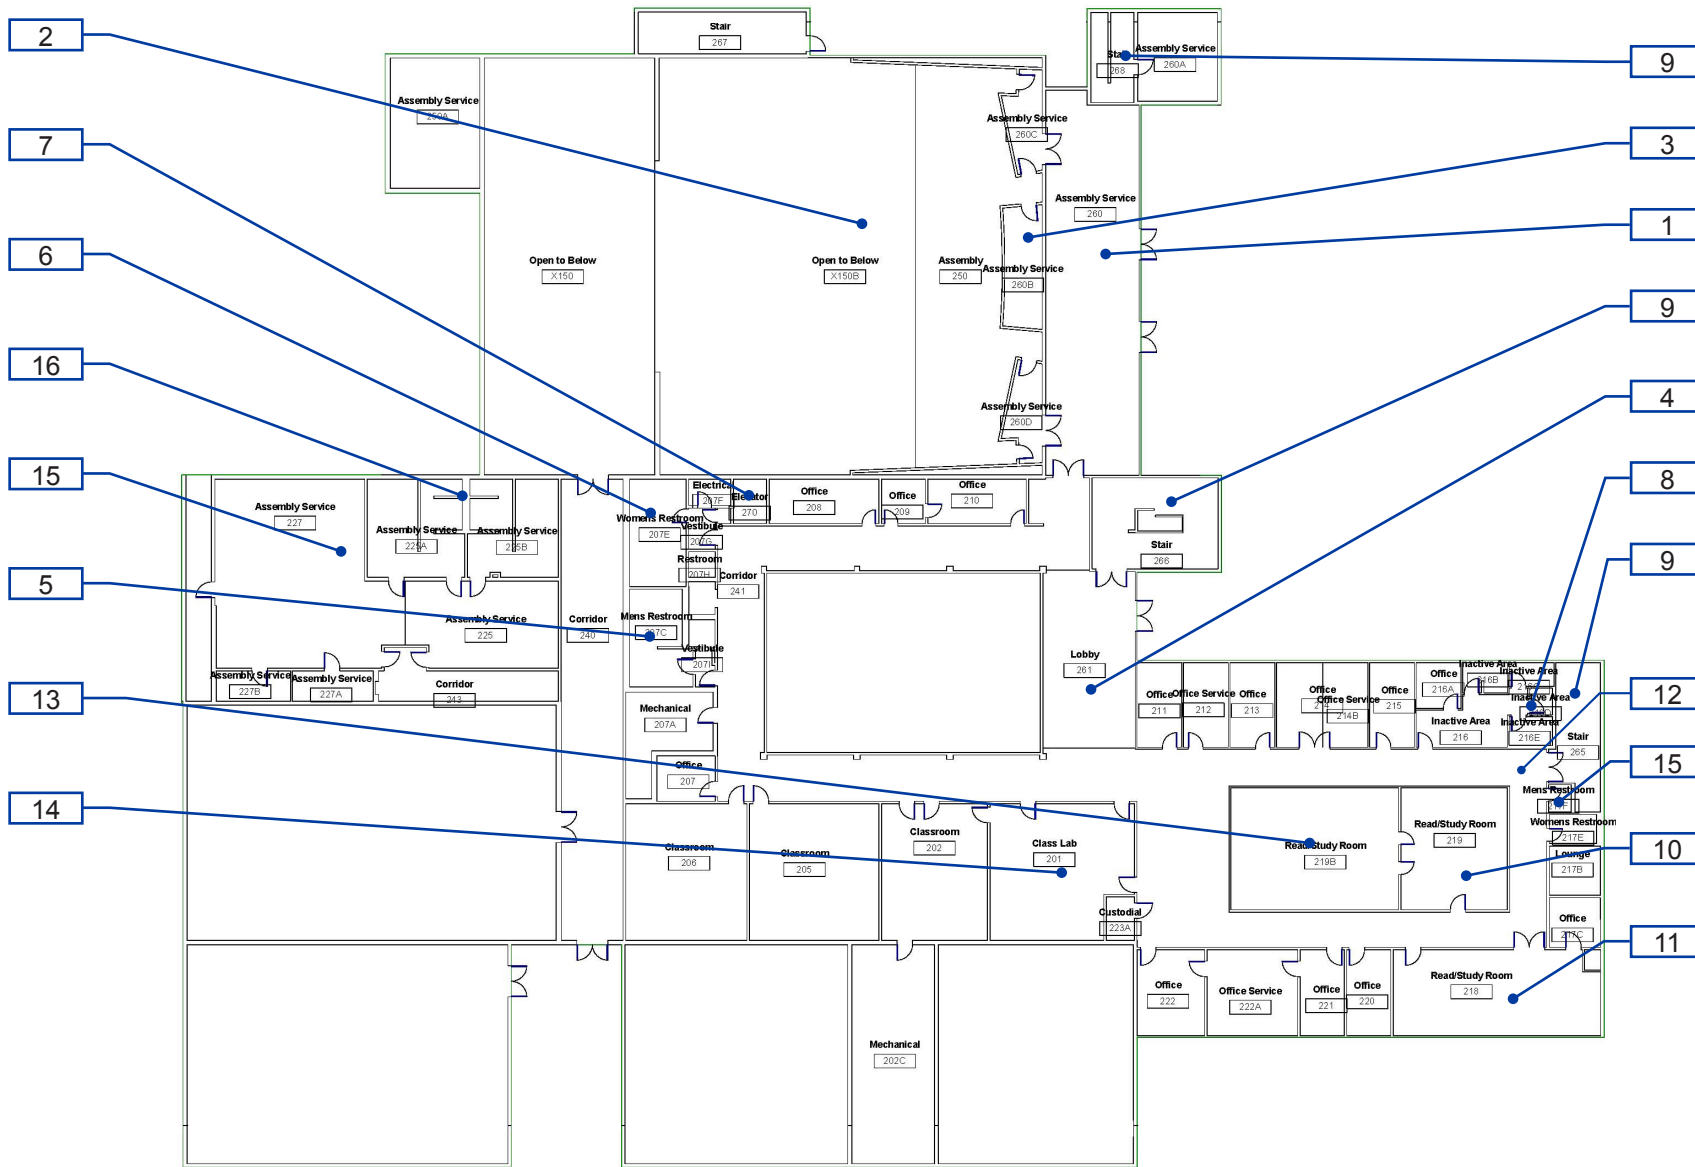 2
7
6
16
15
5
13
14
9
3
1
9
4
8
9
12
15
10
11
Stair
267
Stair
268
Assembly Service
260A
Assembly Service
250A
Assembly Service
260C
Assembly Service
260
Open to Below
X150
Open to Below
X150B
Assembly
250
Assembly Service
260B
Assembly Service
260D
Assembly Service
227
Assembly Service
225A
Assembly Service
225B
Womens Restroom
207E
Electrical
207F
Elevator
270
Office
208
Office
209
Office
210
Vestibule
207G
Restroom
207H
Corridor
241
Stair
266
Assembly Service
225
Corridor
240
Mens Restroom
207C
Vestibule
207I
Lobby
261
Assembly Service
227B
Assembly Service
227A
Corridor
243
Mechanical
207A
Office
207
Office
211
Office Service
212
Office
213
Office
214
Office Service
214B
Office
215
Office
216A
Inactive Area
216B
Inactive Area
216C
Inactive Area
Inactive Area
216
Inactive Area
216E
Stair
265
Mens Restroom
217F
Womens Restroom
217E
Lounge
217B
Office
217C
Classroom
206
Classroom
205
Classroom
202
Class Lab
201
Custodial
223A
Read/Study Room
219B
Read/Study Room
219
Office
222
Office Service
222A
Office
221
Office
220
Read/Study Room
218
Mechanical
202C